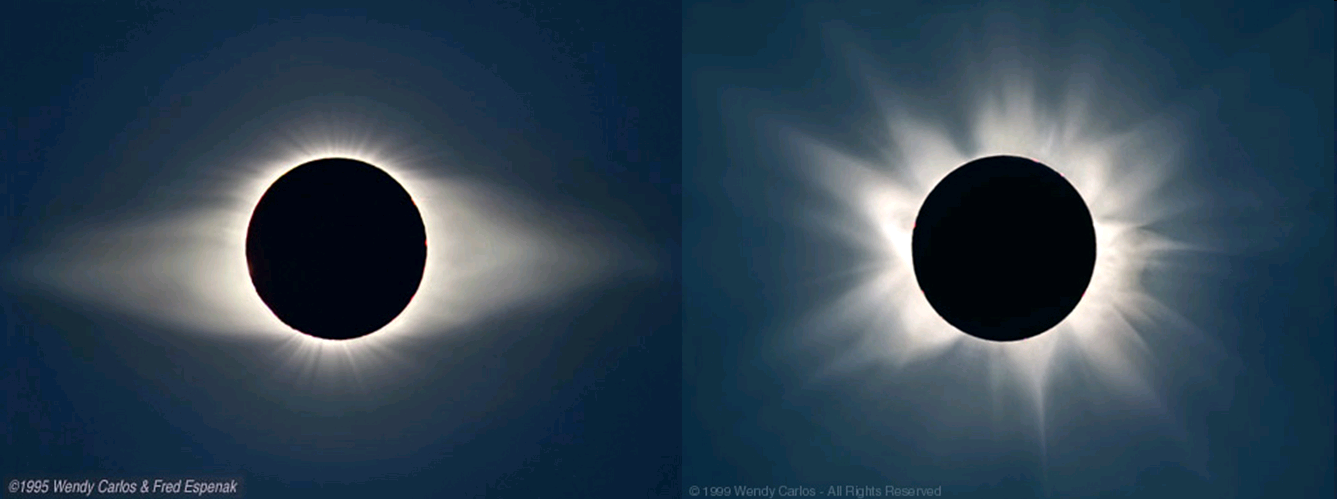 ©1995 Wendy Carlos & Fred Espenak
© 1999 Wendy Carlos - All Rights Reserved